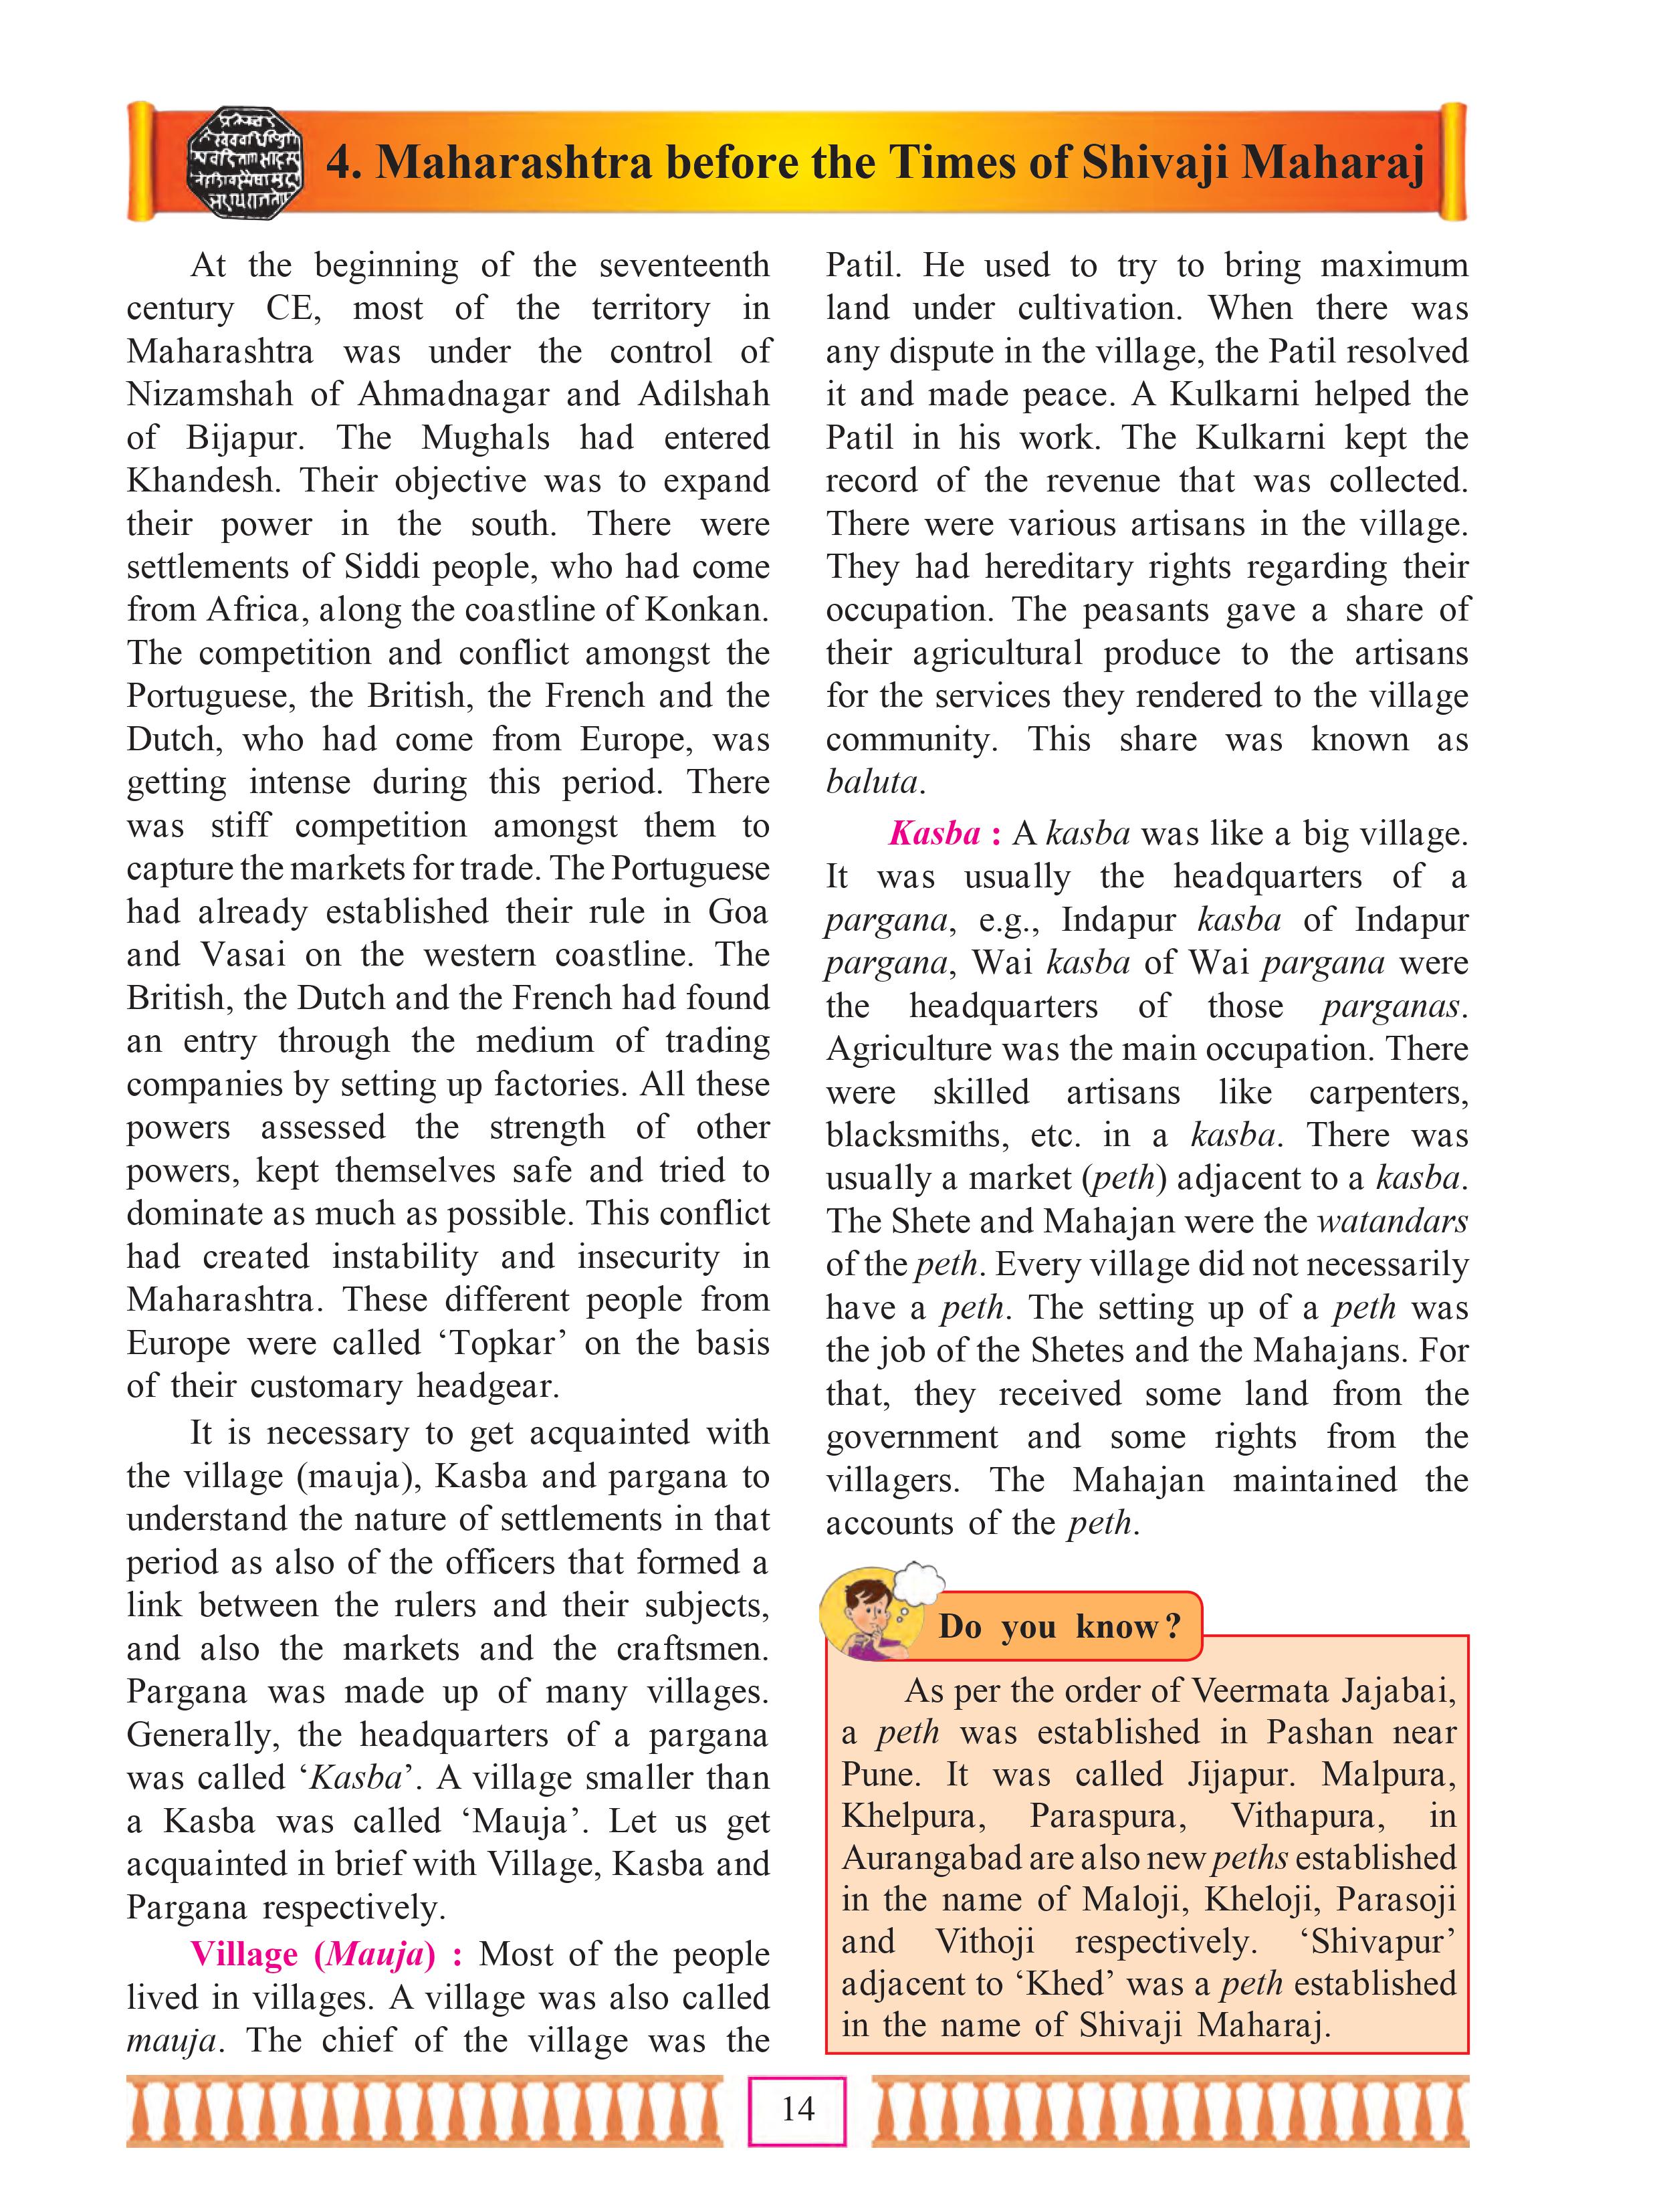 4. Maharashtra before the Times of Shivaji Maharaj
At the beginning of the seventeenth
century CE, most of the territory in
Maharashtra was under the control of
Nizamshah of Ahmadnagar and Adilshah
of Bijapur. The Mughals had entered
Khandesh. Their objective was to expand
their power in the south. There were
settlements of Siddi people, who had come
from Africa, along the coastline of Konkan.
The competition and conflict amongst the
Portuguese, the British, the French and the
Dutch, who had come from Europe, was
getting intense during this period. There
was stiff competition amongst them to
capture the markets for trade. The Portuguese
had already established their rule in Goa
and Vasai on the western coastline. The
British, the Dutch and the French had found
an entry through the medium of trading
companies by setting up factories. All these
powers assessed the strength of other
powers, kept themselves safe and tried to
dominate as much as possible. This conflict
had created instability and insecurity in
Maharashtra. These different people from
Europe were called ‘Topkar’ on the basis
of their customary headgear.
It is necessary to get acquainted with
the village (mauja), Kasba and pargana to
understand the nature of settlements in that
period as also of the officers that formed a
link between the rulers and their subjects,
and also the markets and the craftsmen.
Pargana was made up of many villages.
Generally, the headquarters of a pargana
was called ‘Kasba’. A village smaller than
a Kasba was called ‘Mauja’. Let us get
acquainted in brief with Village, Kasba and
Pargana respectively.
Village (Mauja) : Most of the people
lived in villages. A village was also called
mauja. The chief of the village was the
Patil. He used to try to bring maximum
land under cultivation. When there was
any dispute in the village, the Patil resolved
it and made peace. A Kulkarni helped the
Patil in his work. The Kulkarni kept the
record of the revenue that was collected.
There were various artisans in the village.
They had hereditary rights regarding their
occupation. The peasants gave a share of
their agricultural produce to the artisans
for the services they rendered to the village
community. This share was known as
baluta.
Kasba : A kasba was like a big village.
It was usually the headquarters of a
pargana, e.g., Indapur kasba of Indapur
pargana, Wai kasba of Wai pargana were
the headquarters of those parganas.
Agriculture was the main occupation. There
were skilled artisans like carpenters,
blacksmiths, etc. in a kasba. There was
usually a market (peth) adjacent to a kasba.
The Shete and Mahajan were the watandars
of the peth. Every village did not necessarily
have a peth. The setting up of a peth was
the job of the Shetes and the Mahajans. For
that, they received some land from the
government and some rights from the
villagers. The Mahajan maintained the
accounts of the peth.
Do you know?
As per the order of Veermata Jajabai,
a peth was established in Pashan near
Pune. It was called Jijapur. Malpura,
Khelpura, Paraspura, Vithapura, in
Aurangabad are also new peths established
in the name of Maloji, Kheloji, Parasoji
and Vithoji respectively. ‘Shivapur’
adjacent to ‘Khed’ was a peth established
in the name of Shivaji Maharaj.
14